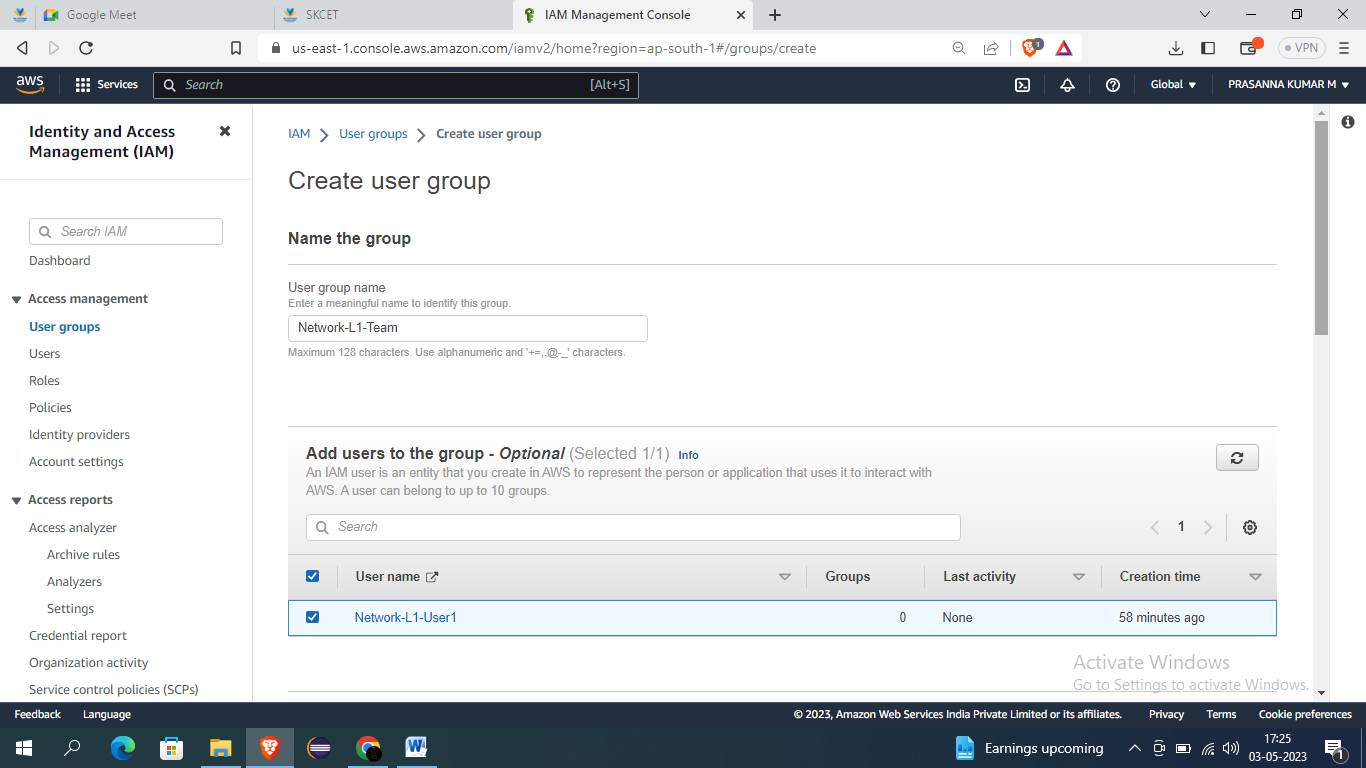 Google Meet
SKCET
IAM Management Console
us-east-1.console.aws.amazon.com/iamv2/home?region=ap-south-1#/groups/create
1
VPN
aws
Services
Search
[Alt+S]
Global
PRASANNA KUMAR M
Identity and Access
Management (IAM)
Search IAM
Dashboard
Access management
User groups
Users
Roles
Policies
Identity providers
Account settings
Access reports
Access analyzer
Archive rules
Analyzers
Settings
Credential report
Organization activity
Service control policies (SCPs)
IAM
User groups
Create user group
Create user group
Name the group
User group name
Enter a meaningful name to identify this group.
Network-L1-Team
Maximum 128 characters. Use alphanumeric and '+=,.@-_' characters.
Add users to the group - Optional (Selected 1/1) Info
An IAM user is an entity that you create in AWS to represent the person or application that uses it to interact with
AWS. A user can belong to up to 10 groups.
Search
1
User name Groups Last activity Creation time
Network-L1-User1 0 None 58 minutes ago
Activate Windows
Go to Settings to activate Windows.
Feedback Language
© 2023, Amazon Web Services India Private Limited or its affiliates. Privacy Terms Cookie preferences
Earnings upcoming
17:25
03-05-2023
1